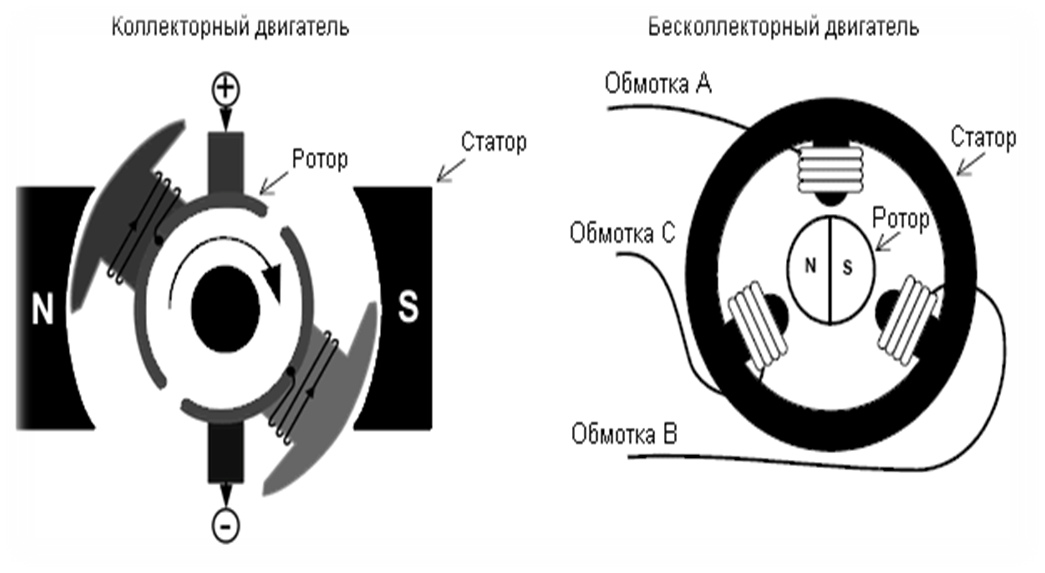 Коллекторный двигатель
+
Ротор
Статор
N
S
-
Бесколлекторный двигатель
Обмотка А
Статор
Обмотка С
Ротор
N S
Обмотка В